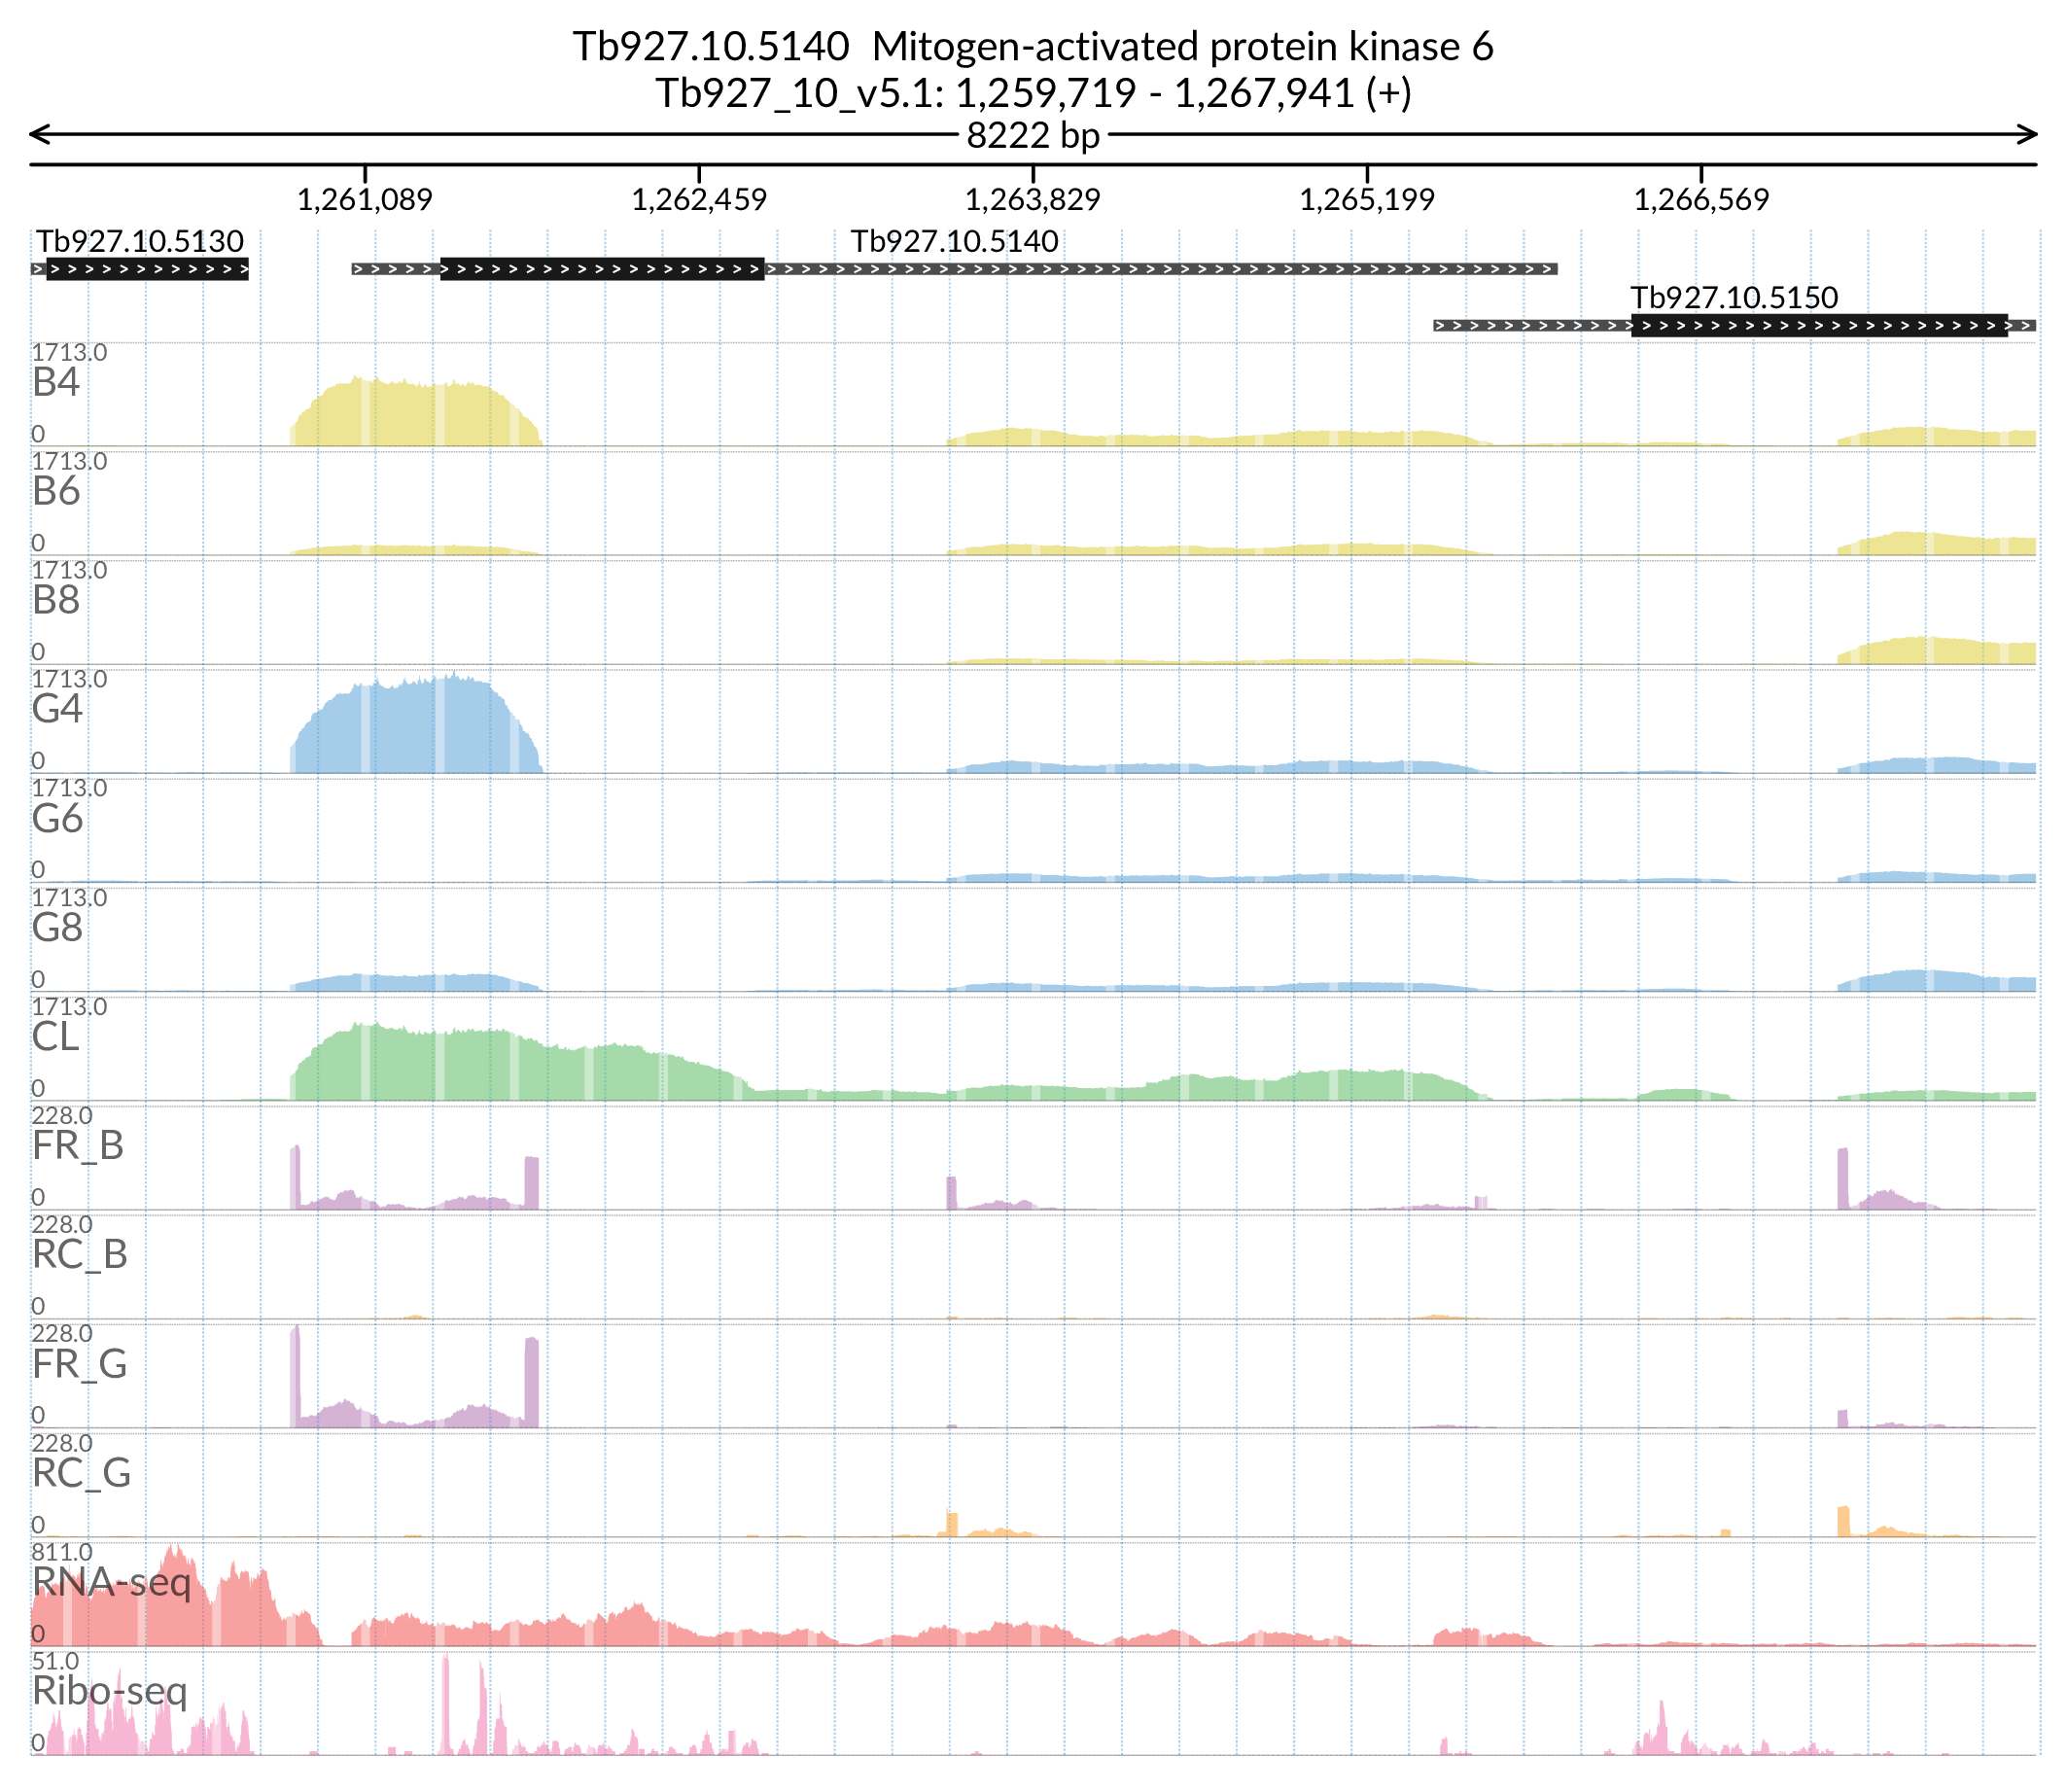 Tb927.10.5140 Mitogen-activated protein kinase 6
Tb927_10_v5.1: 1,259,719 - 1,267,941 (+)
8222 bp
1,261,089 1,262,459 1,263,829 1,265,199 1,266,569
Tb927.10.5130 Tb927.10.5140
Tb927.10.5150
1713.0
B4
0
1713.0
B6
0
1713.0
B8
0
1713.0
G4
0
1713.0
G6
0
1713.0
G8
0
1713.0
CL
0
228.0
FR_B
0
228.0
RC_B
0
228.0
FR_G
0
228.0
RC_G
0
811.0
RNA-seq
0
51.0
Ribo-seq
0